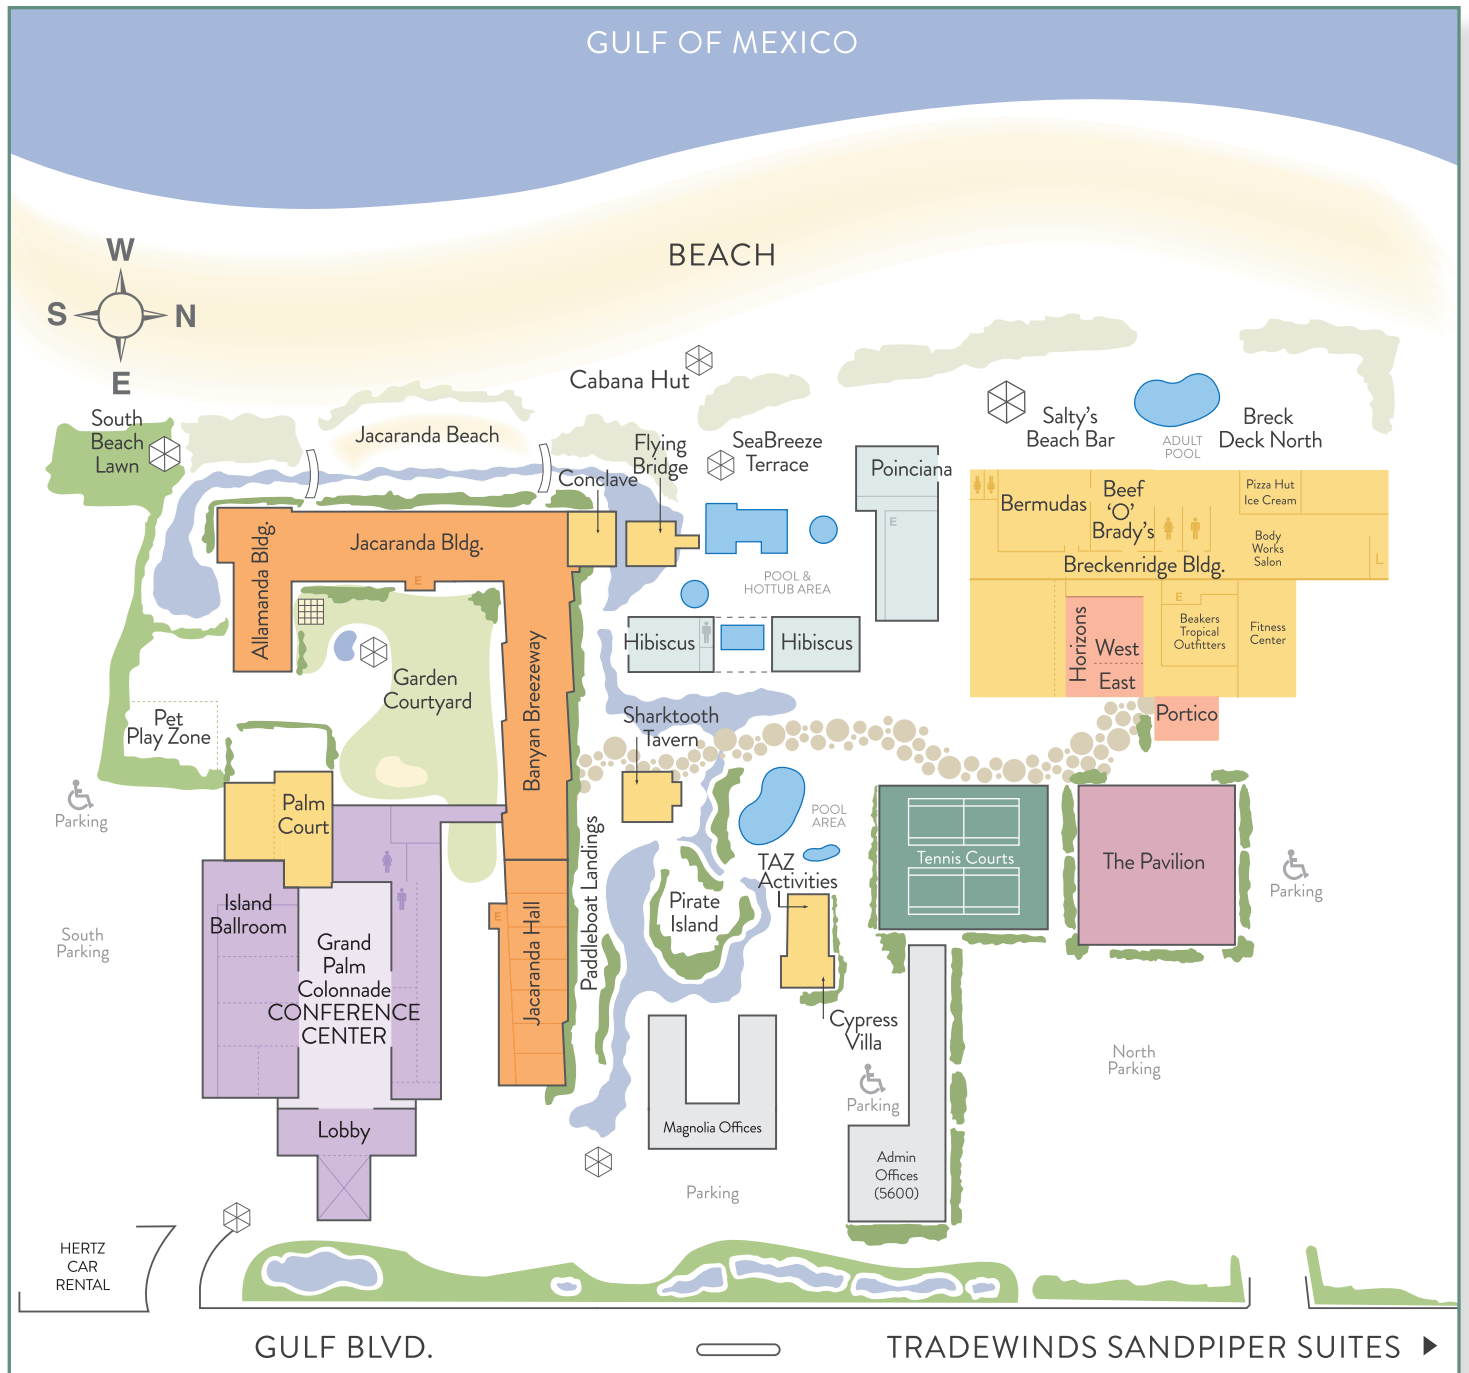 GULF OF MEXICO
BEACH
W
S
N
E
Cabana Hut
South
Beach
Lawn
Jacaranda Beach
Flying
Bridge
Conclave
SeaBreeze
Terrace
Salty's
Beach Bar
ADULT
POOL
Breck
Deck North
Poinciana
E
Bermudas
Beef
'O'
Brady's
Pizza Hut
Ice Cream
Body
Works
Salon
L
Breckenridge Bldg.
Allamanda Bldg.
Jacaranda Bldg.
E
POOL &
HOTTUB AREA
Hibiscus
Hibiscus
Horizons
West
East
E
Beakers
Tropical
Outfitters
Fitness
Center
Portico
Garden
Courtyard
Banyan Breezeway
Pet
Play Zone
Sharktooth
Tavern
Parking
Palm
Court
POOL
AREA
Paddleboat Landings
TAZ
Activities
Tennis Courts
The Pavilion
Parking
Island
Ballroom
South
Parking
Grand
Palm
Colonnade
CONFERENCE
CENTER
E
Jacaranda Hall
Pirate
Island
Cypress
Villa
Parking
North
Parking
Lobby
Magnolia Offices
Admin
Offices
(5600)
Parking
HERTZ
CAR
RENTAL
GULF BLVD.
TRADEWINDS SANDPIPER SUITES